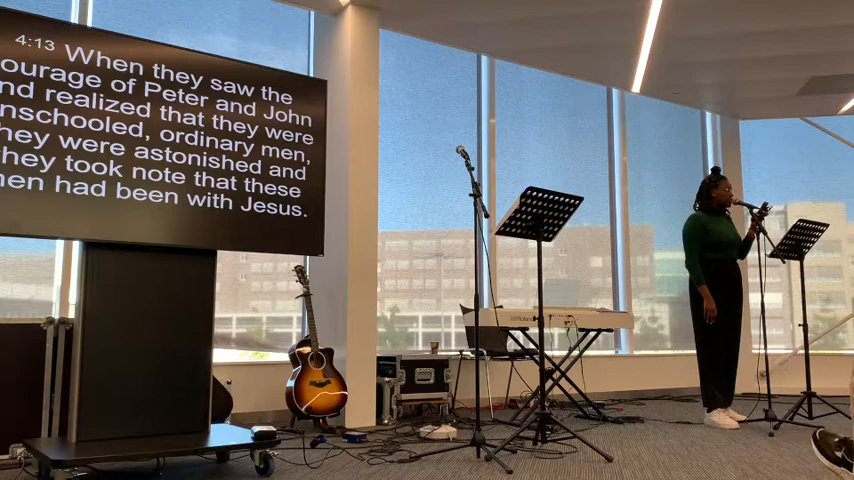 4:13 When they saw the
ourage of Peter and John
nd realized that they were
nschooled, ordinary men,
hey were astonished and
hey took note that these
en had been with Jesus.
Roland